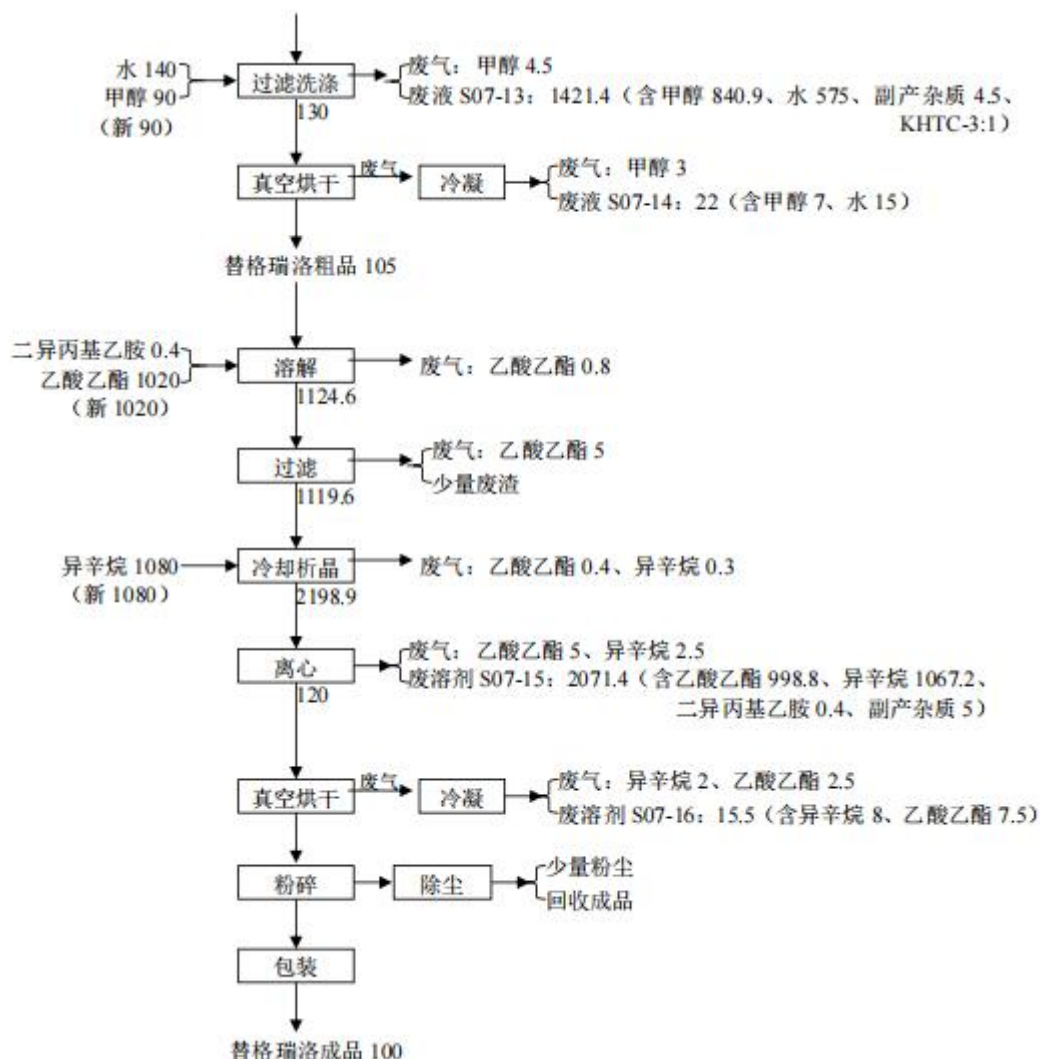 水 140
甲醇 90
（新 90）
过滤洗涤
130
废气：甲醇 4.5
废液 S07-13：1421.4（含甲醇 840.9、水 575、副产杂质 4.5、
KHTC-3:1）
真空烘干
废气
冷凝
废气：甲醇 3
废液 S07-14：22（含甲醇 7、水 15）
替格瑞洛粗品 105
二异丙基乙胺 0.4
乙酸乙酯 1020
（新 1020）
溶解
1124.6
废气：乙酸乙酯 0.8
过滤
1119.6
废气：乙酸乙酯 5
少量废渣
异辛烷 1080
（新 1080）
冷却析晶
2198.9
废气：乙酸乙酯 0.4、异辛烷 0.3
离心
120
废气：乙酸乙酯 5、异辛烷 2.5
废溶剂 S07-15：2071.4（含乙酸乙酯 998.8、异辛烷 1067.2、
二异丙基乙胺 0.4、副产杂质 5）
真空烘干
废气
冷凝
废气：异辛烷 2、乙酸乙酯 2.5
废溶剂 S07-16：15.5（含异辛烷 8、乙酸乙酯 7.5）
粉碎
除尘
少量粉尘
回收成品
包装
替格瑞洛成品 100